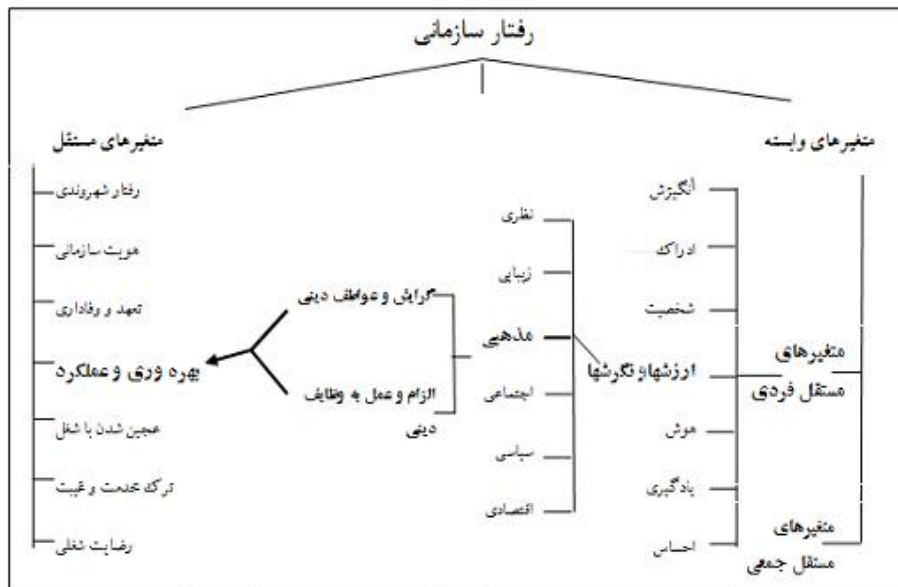 رفتار سازمانی
متغیرهای وابسته
متغیرهای مستقل فردی
متغیرهای مستقل جمعی
أنگیزش
ادراک
شخصیت
ارزشها و نگرشها
هوش
یادگیری
احساس
نظری
زیبایی
مذهبی
اجتماعی
سیاسی
اقتصادی
گرایش و عواطف دینی
الزام و عمل به وظایف
دینی
متغیرهای مستقل
رفتار شهروندی
هویت سازمانی
تعهد و وفاداری
بهره وری و عملکرد
عجین شدن با شغل
ترک خدمت و غیبت
رضایت شغلی